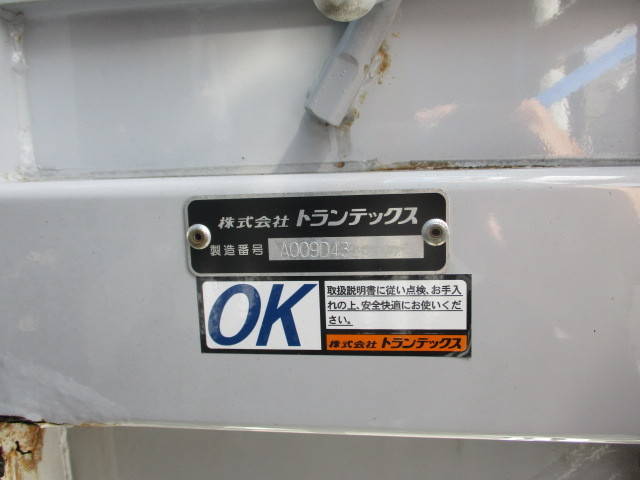 株式会社 トランテックス
製造番号 A009D43
OK
取扱説明書に従い点検、お手入
れの上、安全快適にお使いくだ
さい。
株式会社 トランテックス